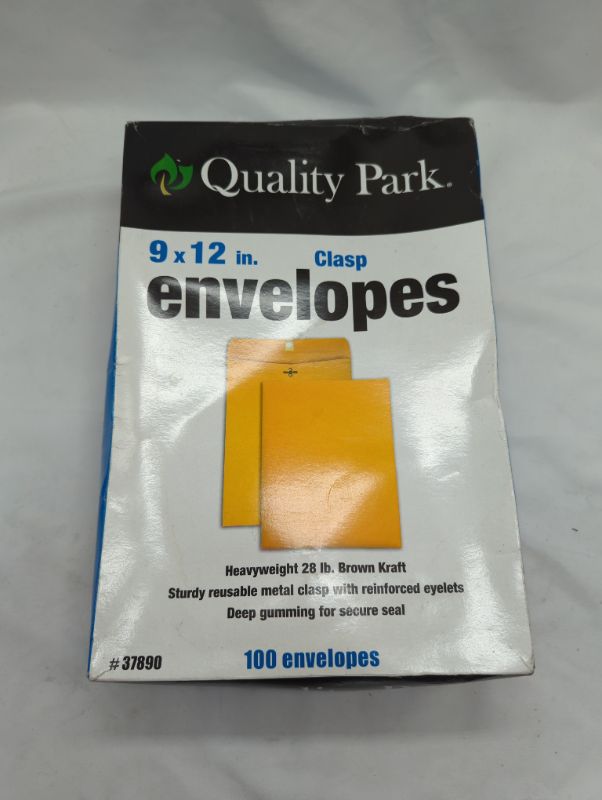 Quality Park®
9 x 12 in. Clasp
envelopes
Heavyweight 28 lb. Brown Kraft
Sturdy reusable metal clasp with reinforced eyelets
Deep gumming for secure seal
#37890 100 envelopes